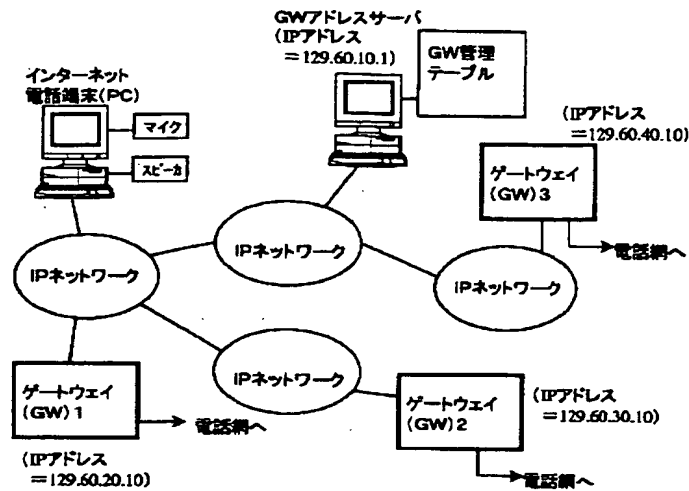 GWアドレスサーバ
(IPアドレス
＝129.60.10.1)
GW管理
テーブル
インターネット
電話端末(PC)
マイク
スピーカ
(IPアドレス
＝129.60.40.10)
ゲートウェイ
(GW)3
電話網へ
IPネットワーク
IPネットワーク
IPネットワーク
IPネットワーク
ゲートウェイ
(GW)1
電話網へ
(IPアドレス
＝129.60.20.10)
ゲートウェイ
(GW)2
(IPアドレス
＝129.60.30.10)
電話網へ